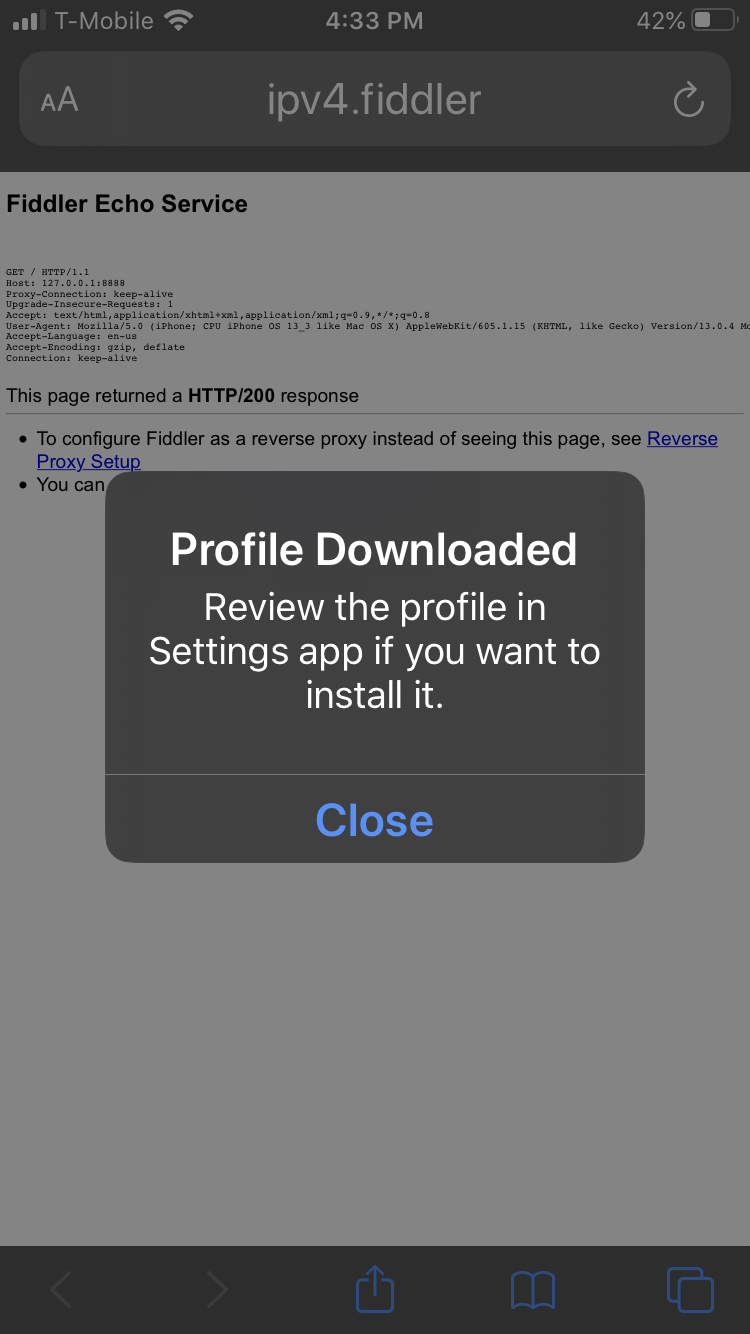 T-Mobile 4:33 PM 42%
AA ipv4.fiddler
Fiddler Echo Service
GET / HTTP/1.1
Host: 127.0.0.1:8888
Proxy-Connection: keep-alive
Upgrade-Insecure-Requests: 1
Accept: text/html,application/xhtml+xml,application/xml;q=0.9,*/*;q=0.8
User-Agent: Mozilla/5.0 (iPhone; CPU iPhone OS 13_3 like Mac OS X) AppleWebKit/605.1.15 (KHTML, like Gecko) Version/13.0.4 Mo
Accept-Language: en-us
Accept-Encoding: gzip, deflate
Connection: keep-alive
This page returned a HTTP/200 response
• To configure Fiddler as a reverse proxy instead of seeing this page, see Reverse
Proxy Setup
• You can
Profile Downloaded
Review the profile in
Settings app if you want to
install it.
Close